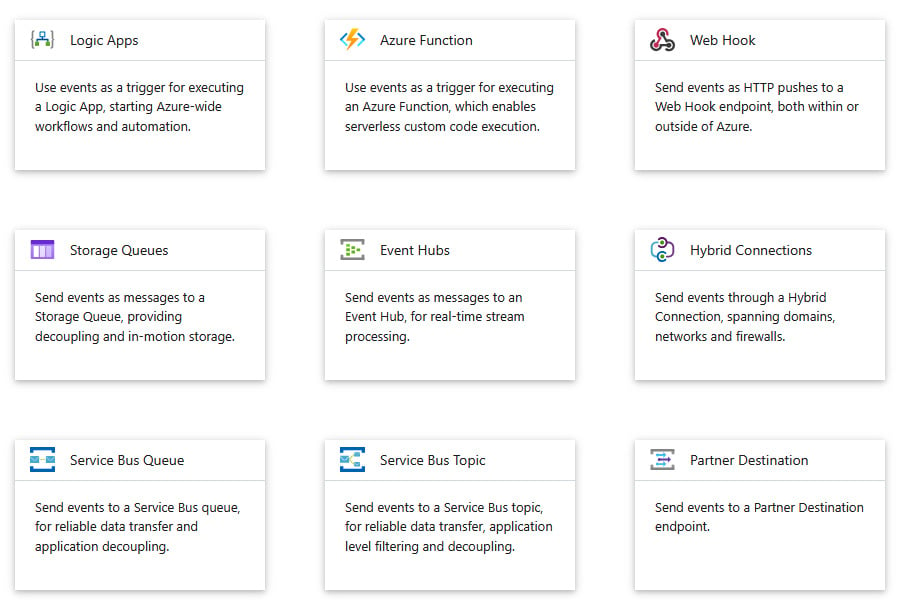 Logic Apps
Use events as a trigger for executing
a Logic App, starting Azure-wide
workflows and automation.
Azure Function
Use events as a trigger for executing
an Azure Function, which enables
serverless custom code execution.
Web Hook
Send events as HTTP pushes to a
Web Hook endpoint, both within or
outside of Azure.
Storage Queues
Send events as messages to a
Storage Queue, providing
decoupling and in-motion storage.
Event Hubs
Send events as messages to an
Event Hub, for real-time stream
processing.
Hybrid Connections
Send events through a Hybrid
Connection, spanning domains,
networks and firewalls.
Service Bus Queue
Send events to a Service Bus queue,
for reliable data transfer and
application decoupling.
Service Bus Topic
Send events to a Service Bus topic,
for reliable data transfer, application
level filtering and decoupling.
Partner Destination
Send events to a Partner Destination
endpoint.